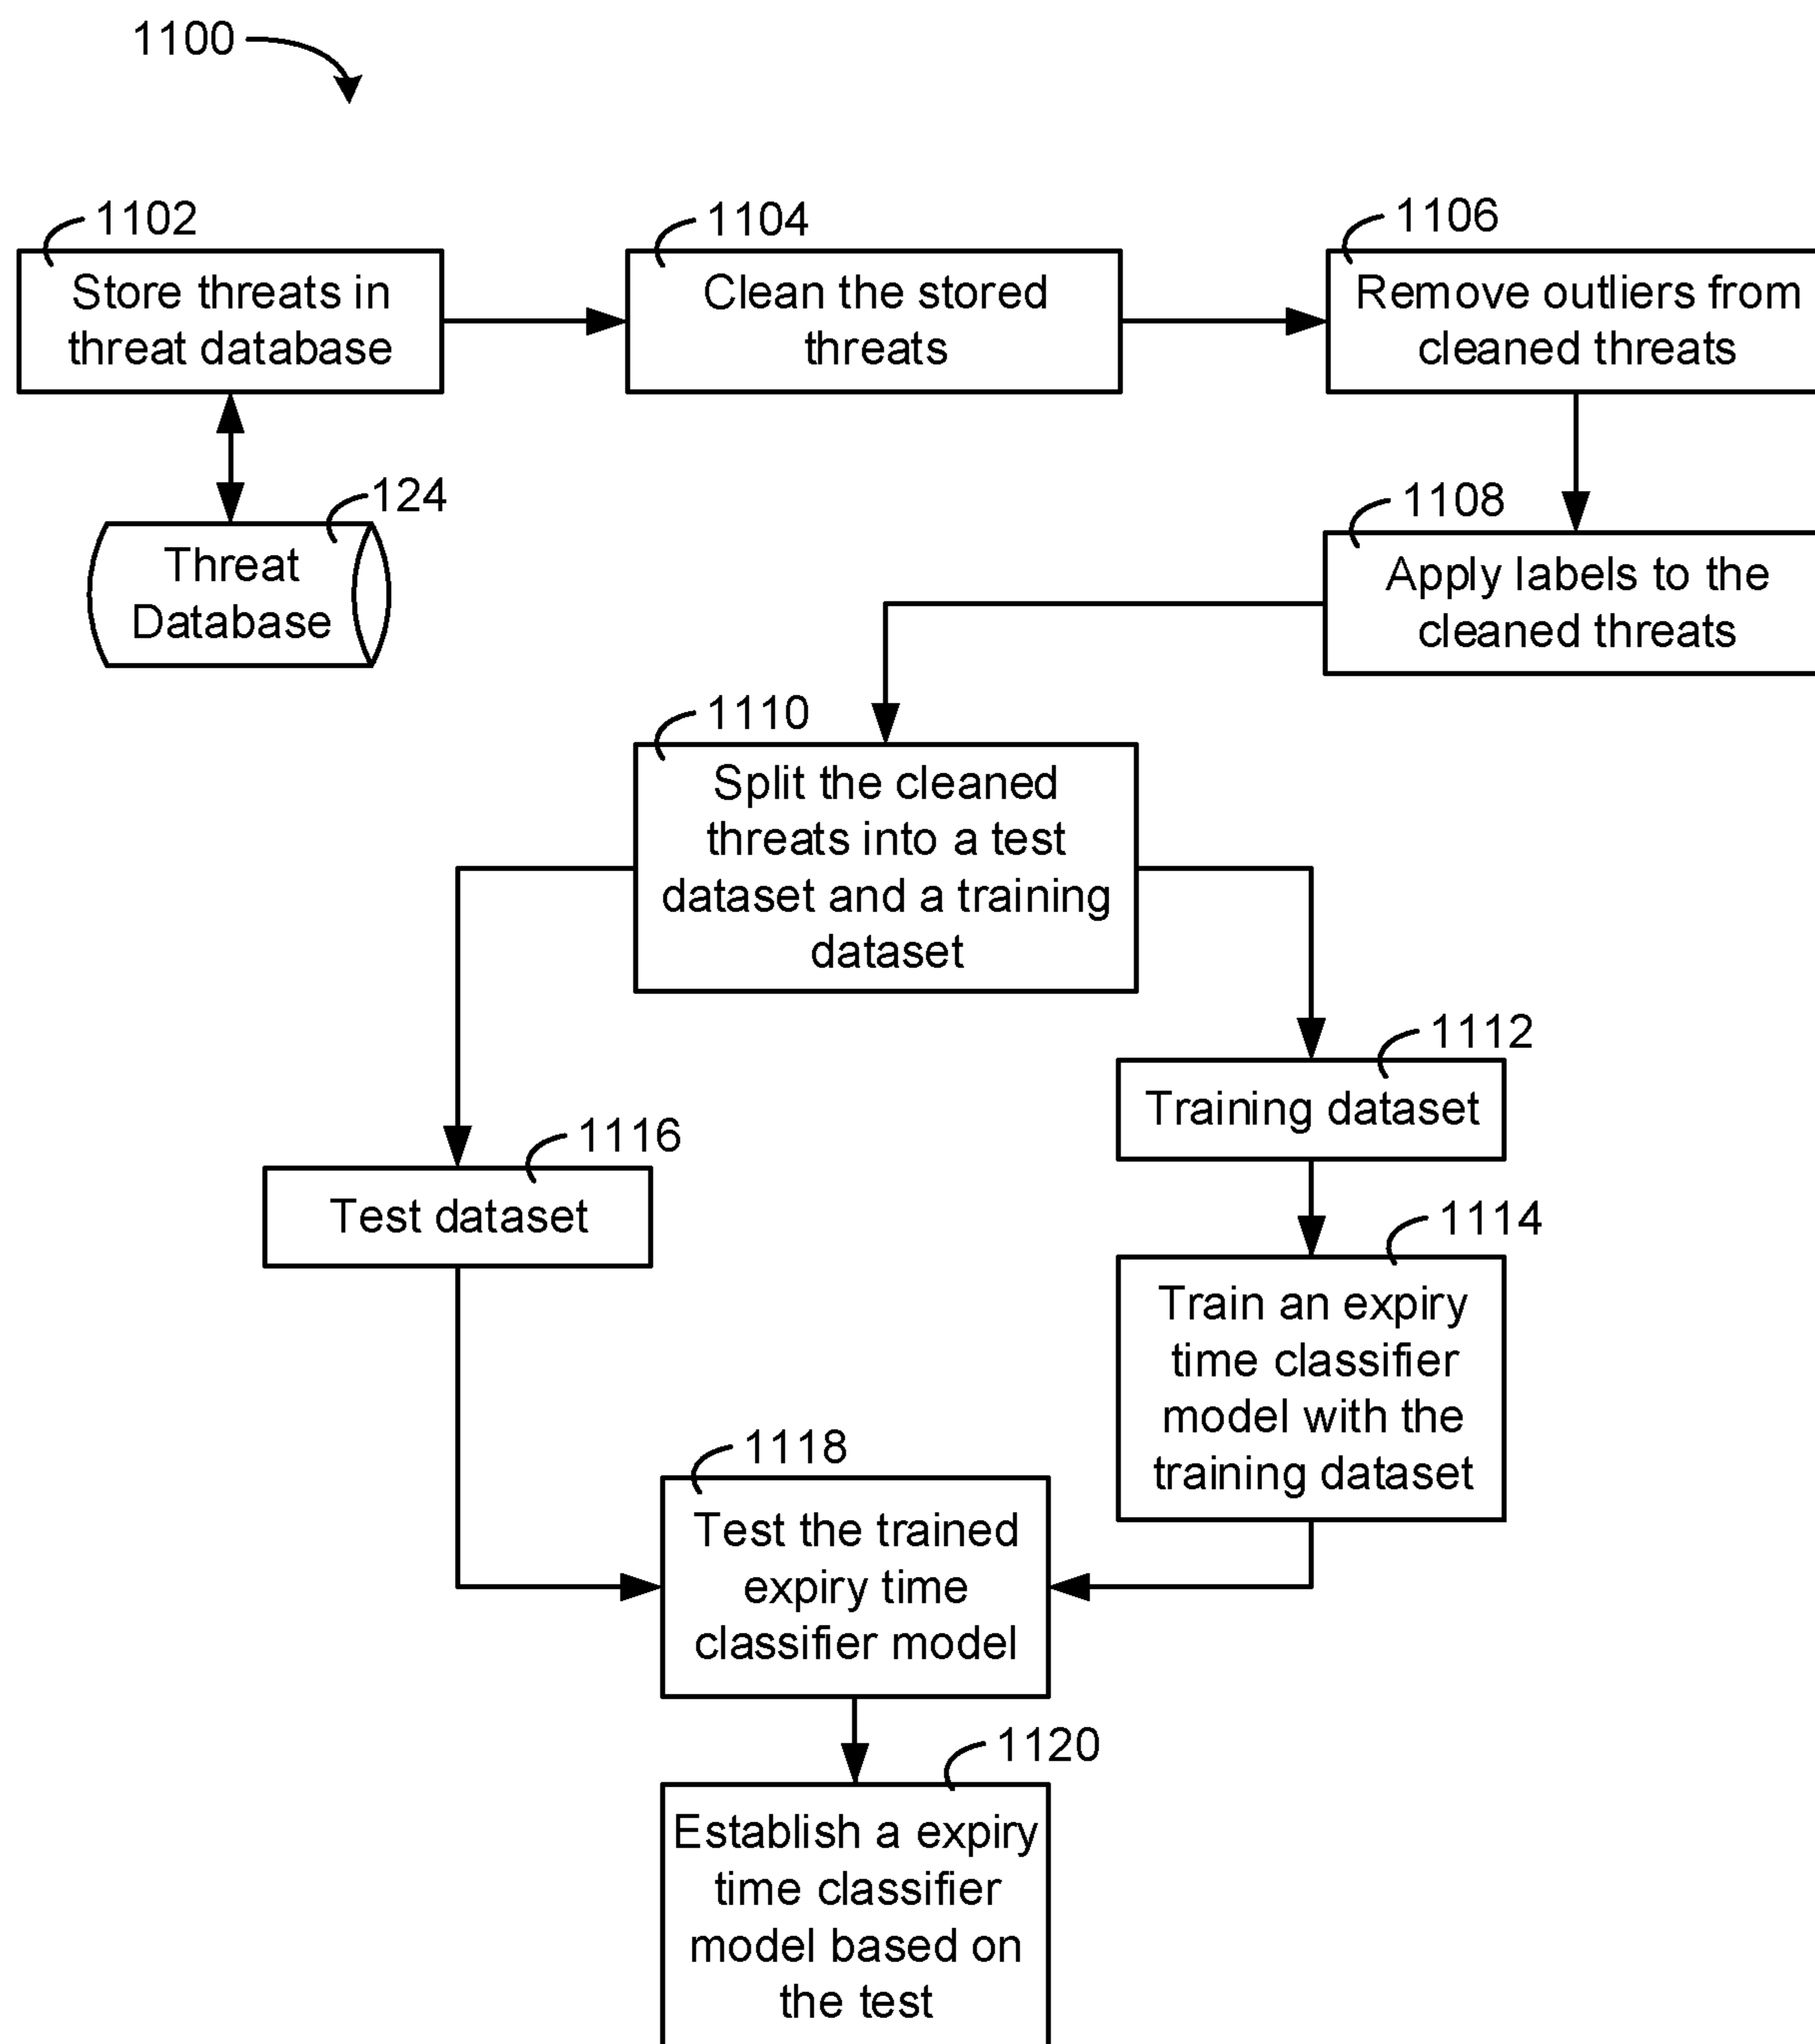 1100
1102
Store threats in
threat database
1104
Clean the stored
threats
1106
Remove outliers from
cleaned threats
124
Threat
Database
1108
Apply labels to the
cleaned threats
1110
Split the cleaned
threats into a test
dataset and a training
dataset
1112
Training dataset
1116
Test dataset
1114
Train an expiry
time classifier
model with the
training dataset
1118
Test the trained
expiry time
classifier model
1120
Establish a expiry
time classifier
model based on
the test